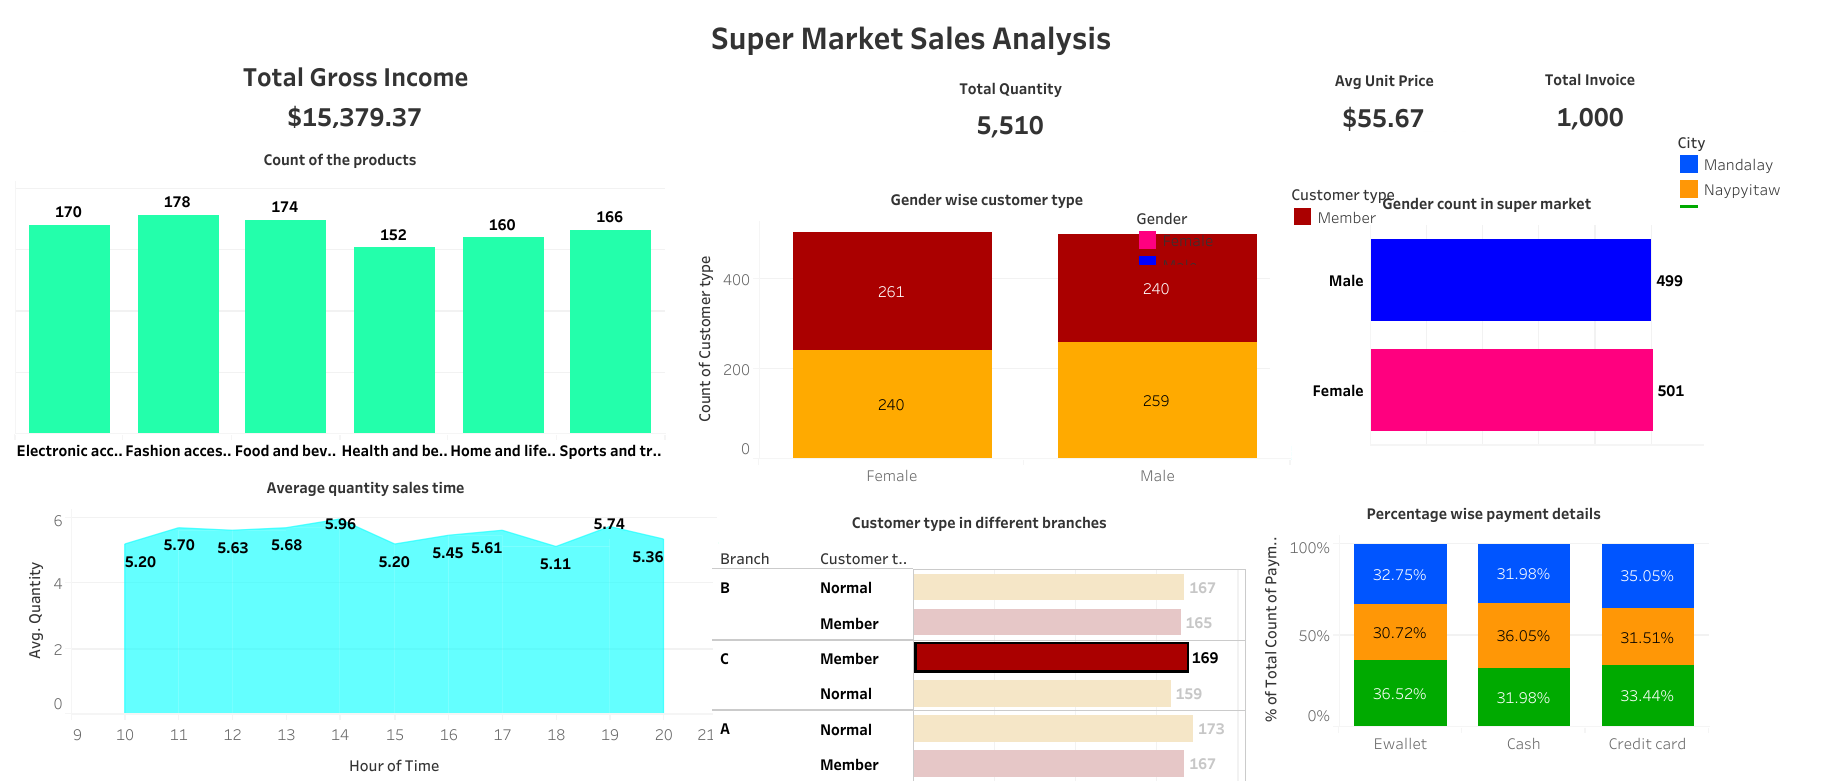 Super Market Sales Analysis
Total Gross Income
$15,379.37
Total Quantity
5,510
Avg Unit Price
$55.67
Total Invoice
1,000
City
Mandalay
Naypyitaw
Count of the products
170
178
174
152
160
166
Electronic acc..
Fashion acces..
Food and bev..
Health and be..
Home and life..
Sports and tr..
Gender wise customer type
Gender
Female
Count of Customer type
400
200
0
261
240
240
259
Female
Male
Customer type
Member
Gender count in super market
Male
499
Female
501
Average quantity sales time
Avg. Quantity
6
4
2
0
5.20
5.70
5.63
5.68
5.96
5.20
5.45
5.61
5.11
5.74
5.36
9
10
11
12
13
14
15
16
17
18
19
20
21
Hour of Time
Customer type in different branches
Branch
Customer t..
B
Normal
167
Member
165
C
Member
169
Normal
159
A
Normal
173
Member
167
Percentage wise payment details
% of Total Count of Paym..
100%
50%
0%
32.75%
31.98%
35.05%
30.72%
36.05%
31.51%
36.52%
31.98%
33.44%
Ewallet
Cash
Credit card